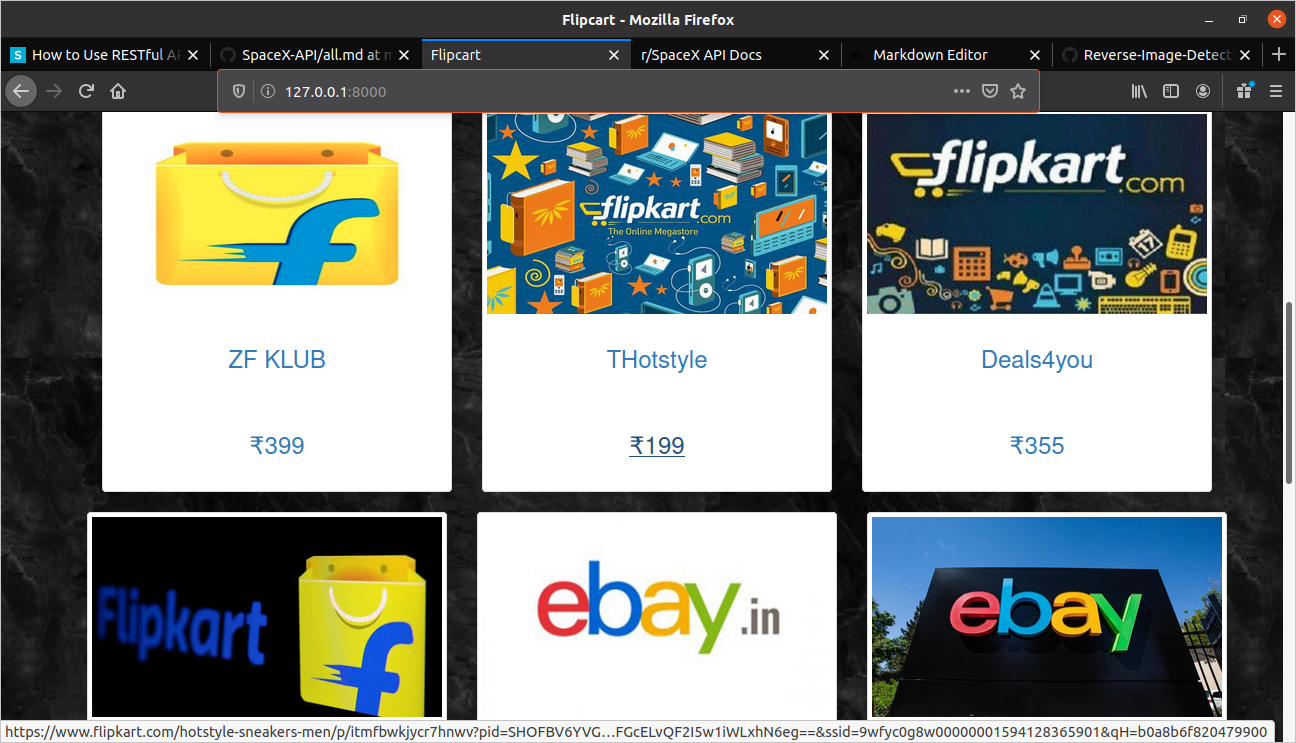 Flipcart - Mozilla Firefox
S How to Use RESTful AP
SpaceX-API/all.md at m
Flipcart
r/SpaceX API Docs
Markdown Editor
Reverse-Image-Detect
127.0.0.1:8000
f
flipkart.com
The Online Megastore
flipkart.com
ZF KLUB
THotstyle
Deals4you
₹399
₹199
₹355
Flipkart
f
ebay.in
ebay
https://www.flipkart.com/hotstyle-sneakers-men/p/itmfbwkjycr7hnwv?pid=SHOFBV6YVG…FGcELvQF2I5w1iWLxhN6eg==&ssid=9wfyc0g8w00000001594128365901&qH=b0a8b6f820479900